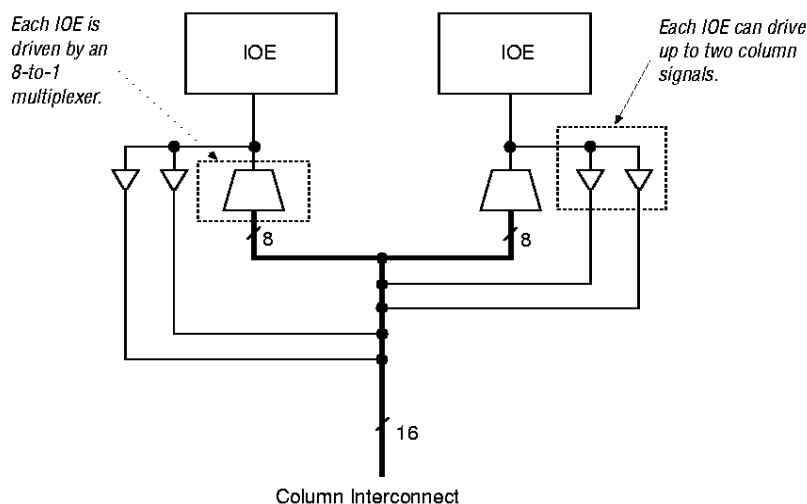 Each IOE is
driven by an
8-to-1
multiplexer.
IOE
IOE
Each IOE can drive
up to two column
signals.
8
8
16
Column Interconnect